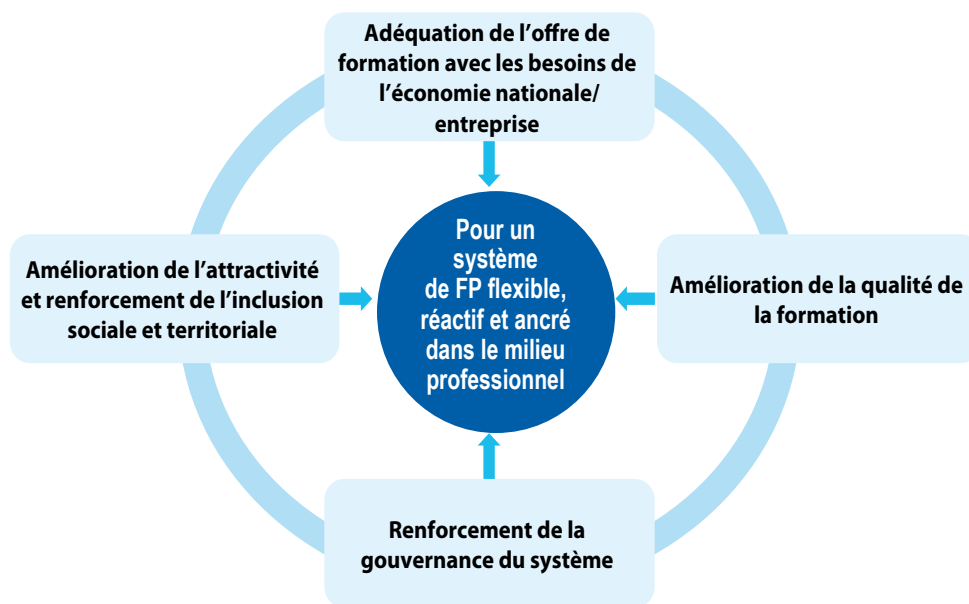 Adéquation de l’offre de
formation avec les besoins de
l’économie nationale/
entreprise
Amélioration de l’attractivité
et renforcement de l’inclusion
sociale et territoriale
Pour un
système
de FP flexible,
réactif et ancré
dans le milieu
professionnel
Amélioration de la qualité de
la formation
Renforcement de la
gouvernance du système